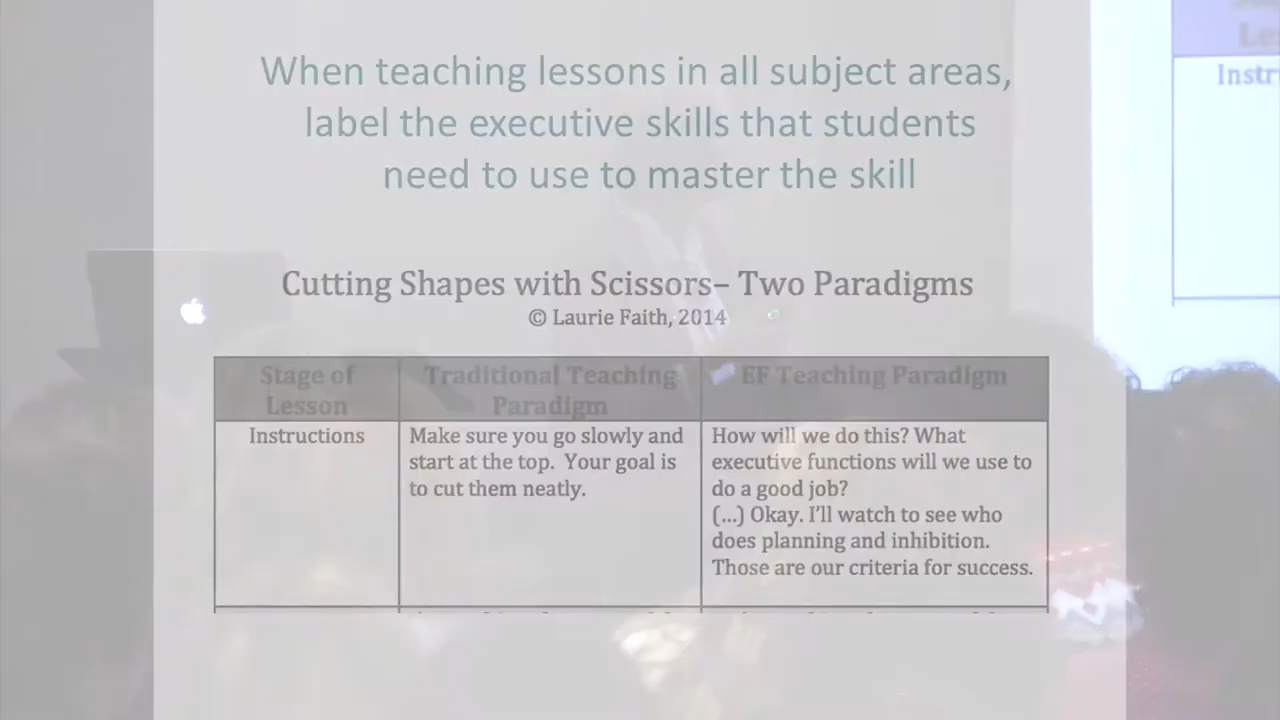 When teaching lessons in all subject areas,
label the executive skills that students
need to use to master the skill
Cutting Shapes with Scissors– Two Paradigms
© Laurie Faith, 2014
Stage of
Lesson
Traditional Teaching
Paradigm
EF Teaching Paradigm
Instructions
Make sure you go slowly and
start at the top.  Your goal is
to cut them neatly.
How will we do this? What
executive functions will we use to
do a good job?
(...) Okay. I'll watch to see who
does planning and inhibition.
Those are our criteria for success.